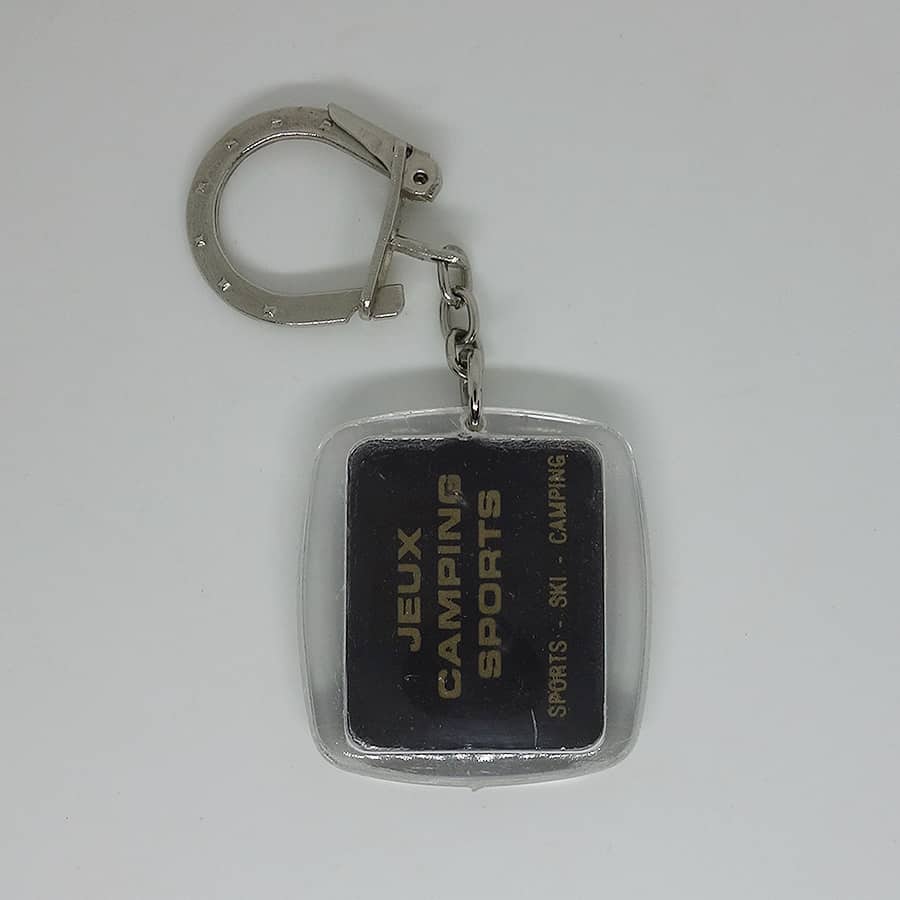 JEUX
CAMPING
SPORTS
SPORTS - SKI - CAMPING